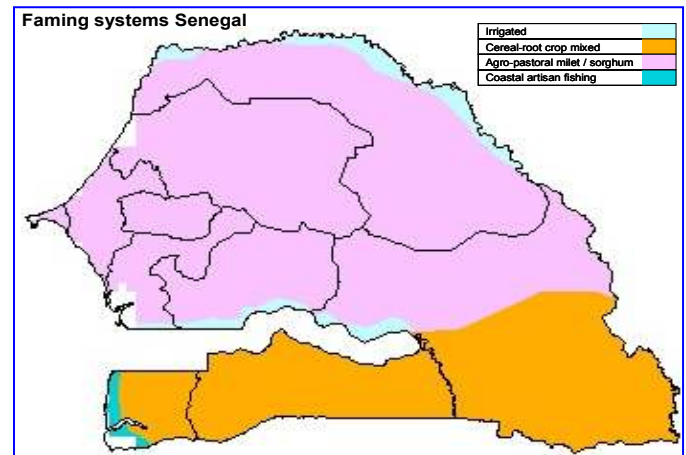 Faming systems Senegal
Irrigated
Cereal-root crop mixed
Agro-pastoral milet / sorghum
Coastal artisan fishing